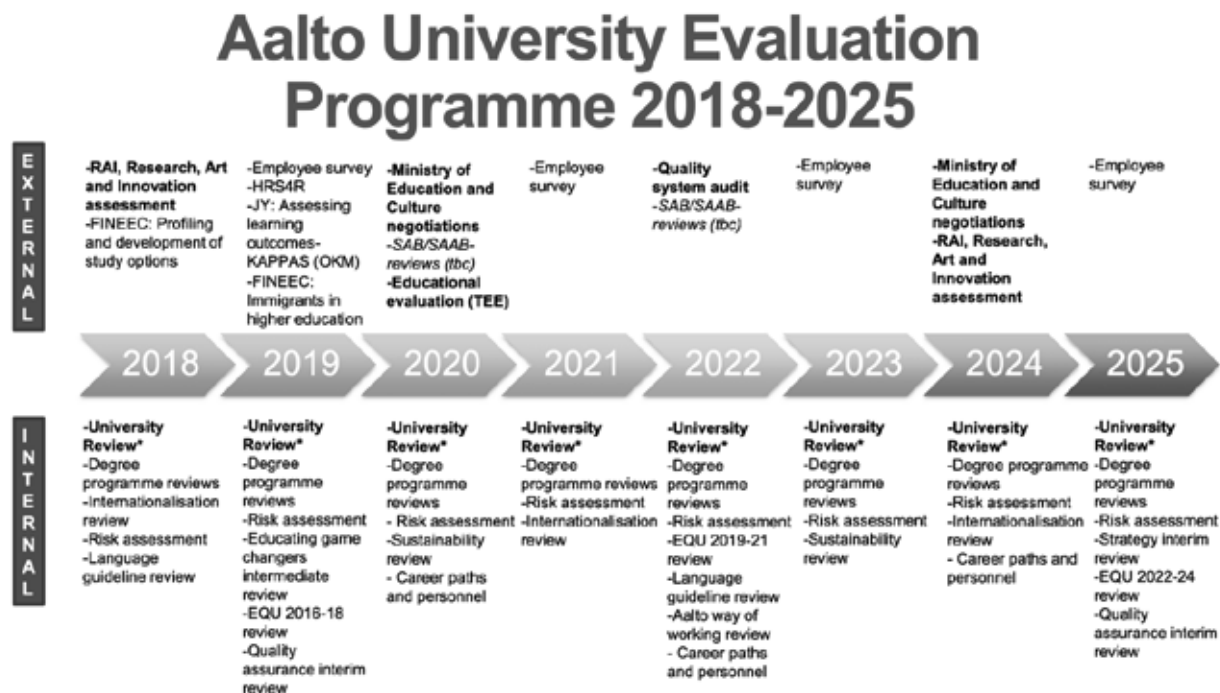 Aalto University Evaluation
Programme 2018-2025
EXTERNAL
-RAI, Research, Art
and Innovation
assessment
-FINEEC: Profiling
and development of
study options
-Employee survey
-HRS4R
-JY: Assessing
learning
outcomes-
KAPPAS (OKM)
-FINEEC:
Immigrants in
higher education
-Ministry of
Education and
Culture
negotiations
-SAB/SAAB-
reviews (tbc)
-Educational
evaluation (TEE)
-Employee
survey
-Quality
system audit
-SAB/SAAB-
reviews (tbc)
-Employee
survey
-Ministry of
Education and
Culture
negotiations
-RAI, Research,
Art and
Innovation
assessment
-Employee
survey
2018
2019
2020
2021
2022
2023
2024
2025
INTERNAL
-University
Review*
-Degree
programme reviews
-Internationalisation
review
-Risk assessment
-Language
guideline review
-University
Review*
-Degree
programme
reviews
-Risk assessment
-Educating game
changers
intermediate
review
-EQU 2016-18
review
-Quality
assurance interim
review
-University
Review*
-Degree
programme
reviews
- Risk assessment
-Sustainability
review
- Career paths
and personnel
-University
Review*
-Degree
programme reviews
-Risk assessment
-Internationalisation
review
-University
Review*
-Degree
programme
reviews
-Risk assessment
-EQU 2019-21
review
-Language
guideline review
-Aalto way of
working review
- Career paths
and personnel
-University
Review*
-Degree
programme
reviews
-Risk assessment
-Sustainability
review
-University
Review*
-Degree programme
reviews
-Risk assessment
-Internationalisation
review
- Career paths and
personnel
-University
Review*
-Degree
programme
reviews
-Risk assessment
-Strategy interim
review
-EQU 2022-24
review
-Quality
assurance interim
review